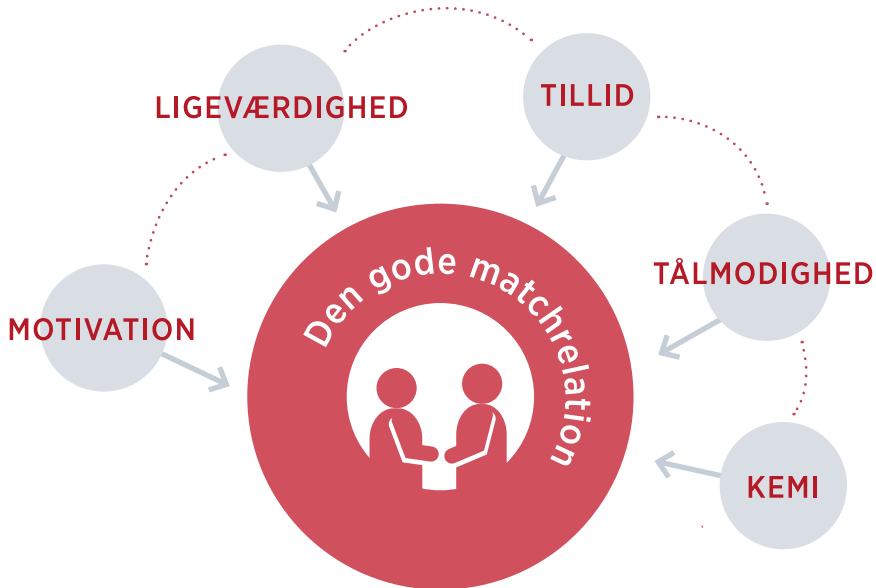 LIGEVÆRDIGHED
TILLID
TÅLMODIGHED
MOTIVATION
KEMI
Den gode matchrelation